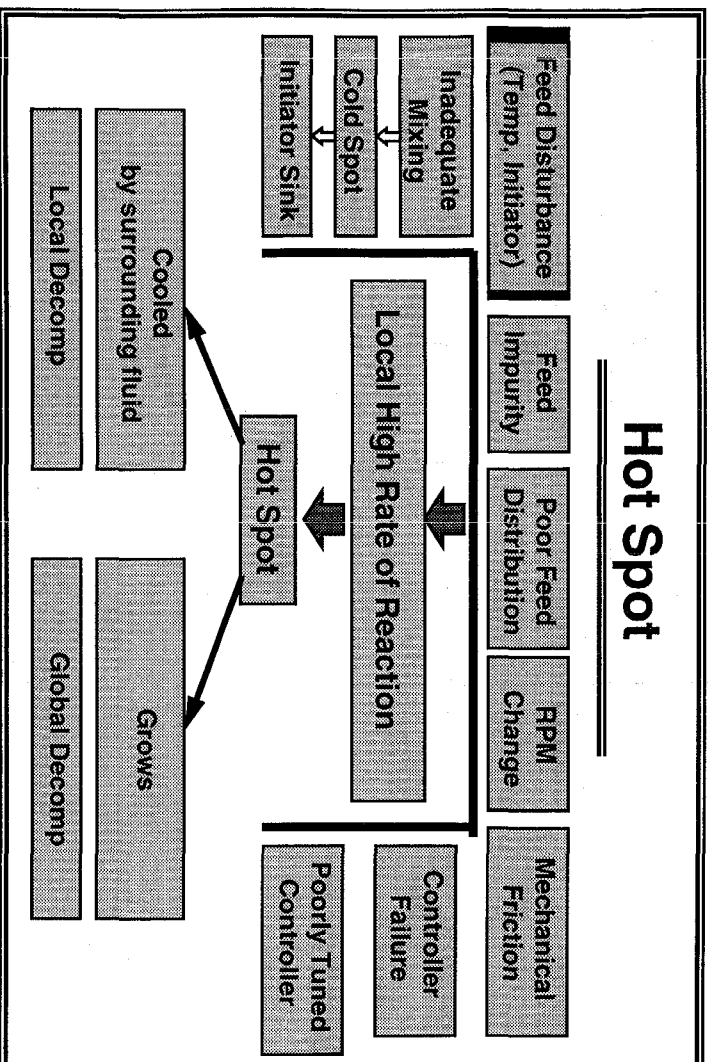 Hot Spot
Feed Disturbance
(Temp, Initiator)
Feed
Impurity
Poor Feed
Distribution
RPM
Change
Mechanical
Friction
Inadequate
Mixing
Cold Spot
Initiator Sink
Local High Rate of Reaction
Controller
Failure
Poorly Tuned
Controller
Hot Spot
Cooled
by surrounding fluid
Local Decomp
Grows
Global Decomp